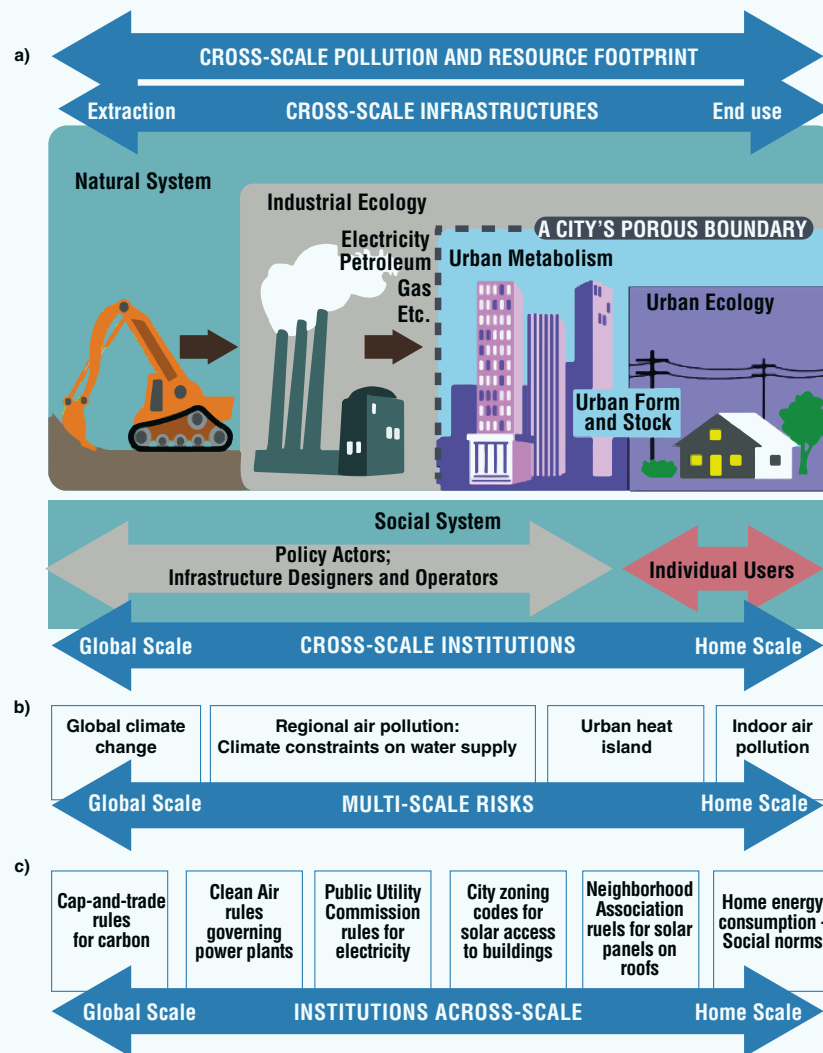 a)
CROSS-SCALE POLLUTION AND RESOURCE FOOTPRINT
Extraction
CROSS-SCALE INFRASTRUCTURES
End use
Natural System
Industrial Ecology
Electricity
Petroleum
Gas
Etc.
A CITY'S POROUS BOUNDARY
Urban Metabolism
Urban Ecology
Urban Form
and Stock
Social System
Policy Actors;
Infrastructure Designers and Operators
Individual Users
Global Scale
CROSS-SCALE INSTITUTIONS
Home Scale
b)
Global climate
change
Regional air pollution:
Climate constraints on water supply
Urban heat
island
Indoor air
pollution
Global Scale
MULTI-SCALE RISKS
Home Scale
c)
Cap-and-trade
rules
for carbon
Clean Air
rules
governing
power plants
Public Utility
Commission
rules for
electricity
City zoning
codes for
solar access
to buildings
Neighborhood
Association
ruels for solar
panels on
roofs
Home energy
consumption -
Social norms
Global Scale
INSTITUTIONS ACROSS-SCALE
Home Scale